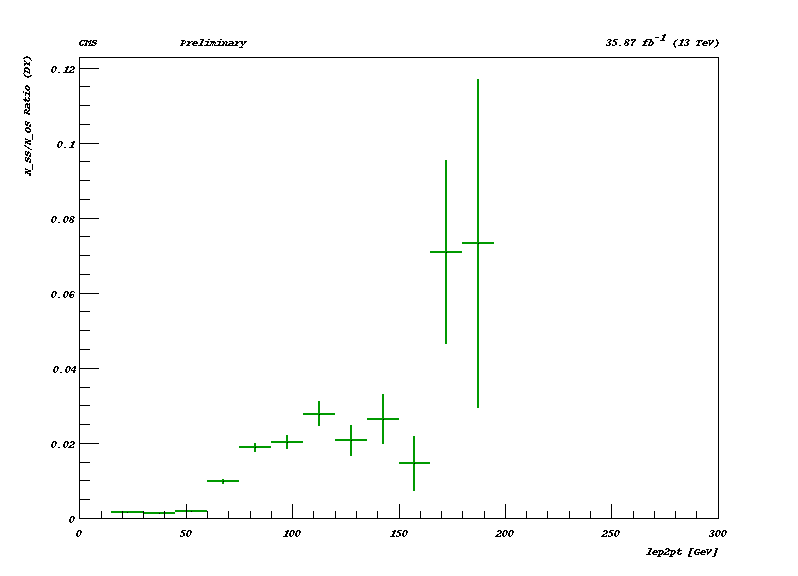 CMS Preliminary 35.87 fb⁻¹ (13 TeV)
N_SS/N_OS Ratio (DY)
0.12
0.1
0.08
0.06
0.04
0.02
0
0 50 100 150 200 250 300
lep2pt [GeV]